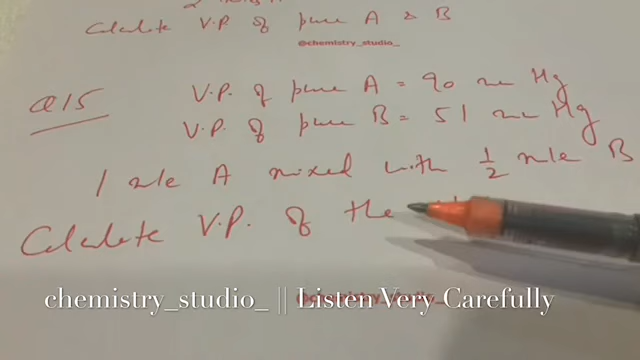 Calculate V.P. of pure A & B
@chemistry_studio_
Q15
V.P. of pure A = 90 mm Hg
V.P. of pure B = 51 mm Hg
1 mole A mixed with 1/2 mole B
Calculate V.P. of the
chemistry_studio_ || Listen Very Carefully
@chemistry_studio_